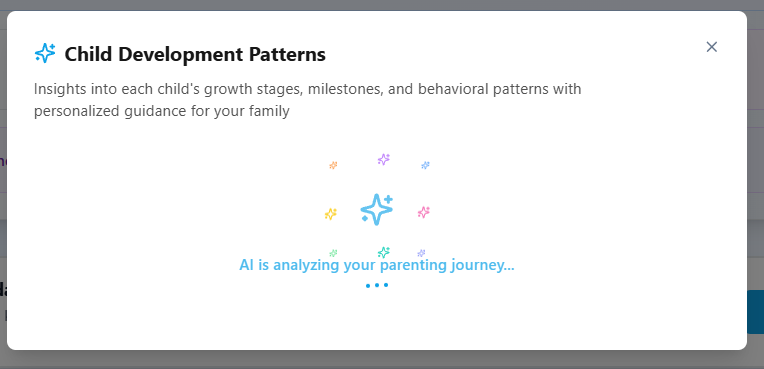 Child Development Patterns
Insights into each child's growth stages, milestones, and behavioral patterns with
personalized guidance for your family
AI is analyzing your parenting journey...